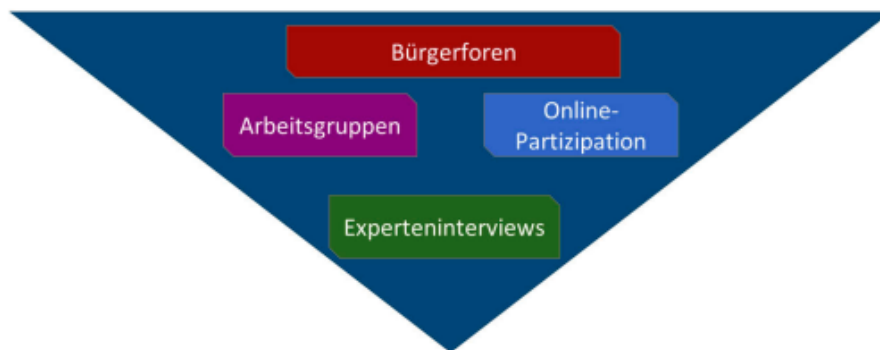 Bürgerforen
Arbeitsgruppen
Online-
Partizipation
Experteninterviews